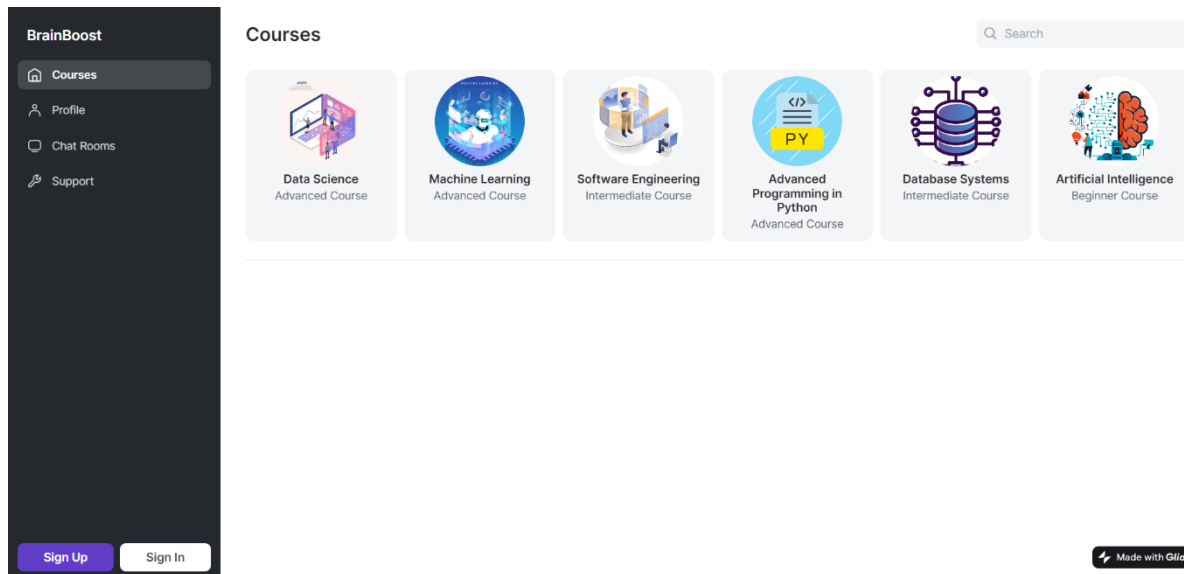 BrainBoost
Courses
Profile
Chat Rooms
Support
Sign Up
Sign In
Courses
Search
Data Science
Advanced Course
Machine Learning
Advanced Course
Software Engineering
Intermediate Course
</>
PY
Advanced
Programming in
Python
Advanced Course
Database Systems
Intermediate Course
Artificial Intelligence
Beginner Course
Made with